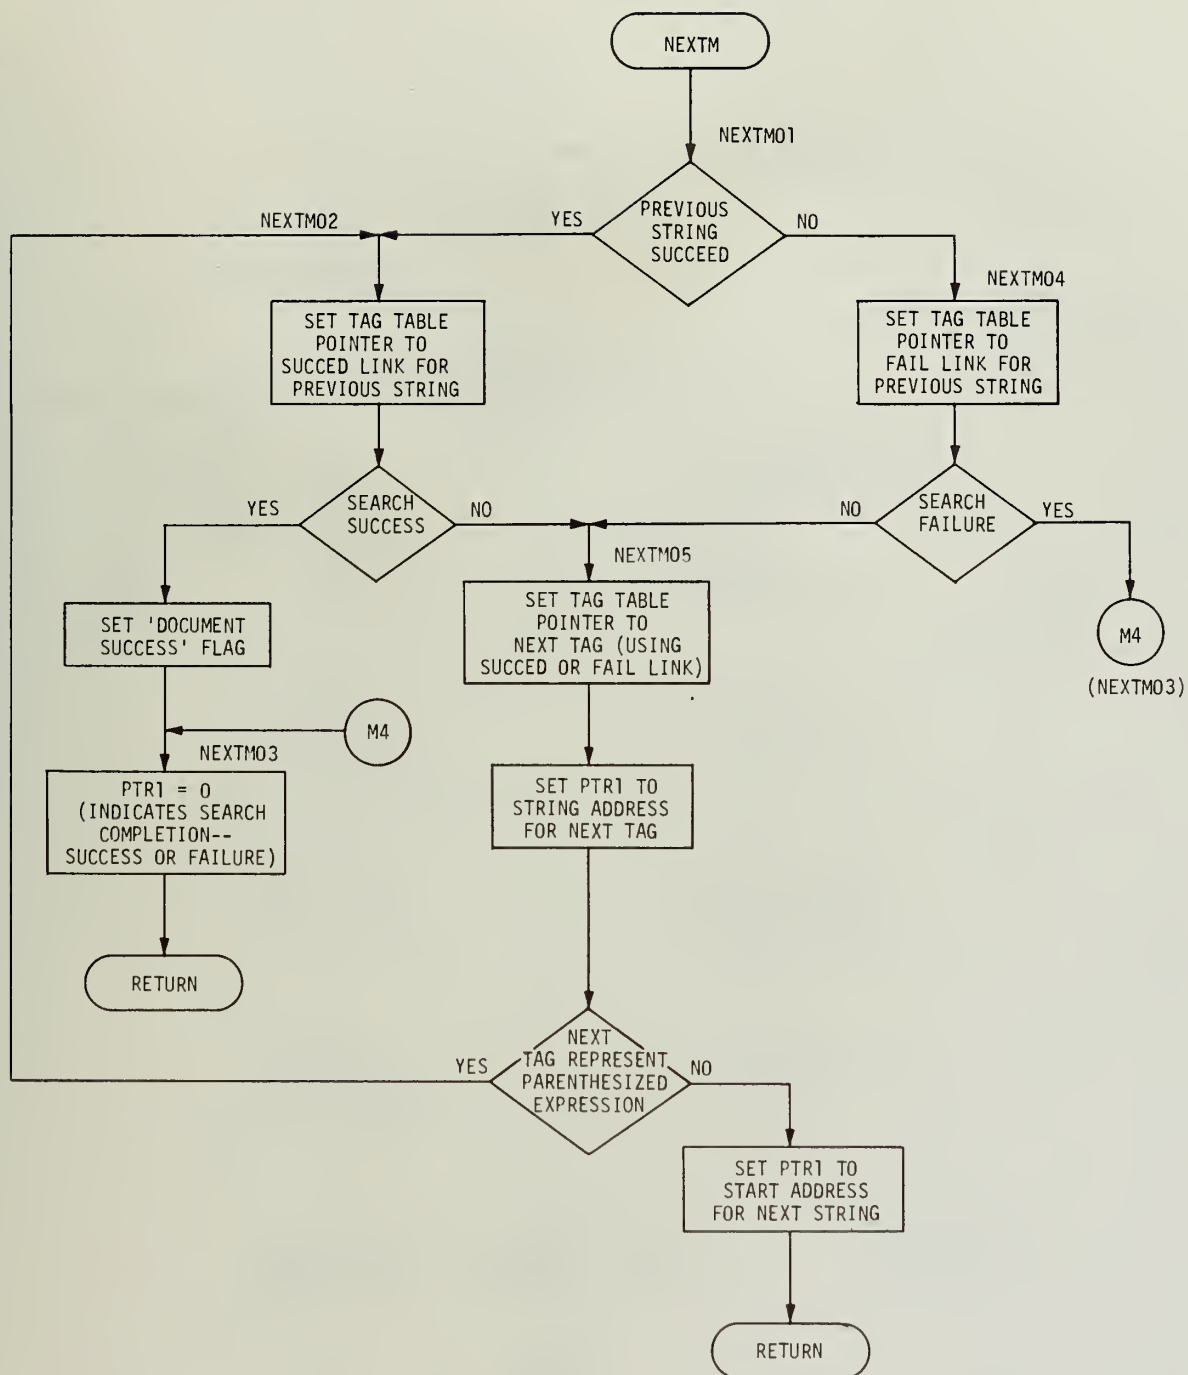 NEXTM
NEXTM01
PREVIOUS
STRING
SUCCEED
YES
NO
NEXTM02
NEXTM04
SET TAG TABLE
POINTER TO
SUCCED LINK FOR
PREVIOUS STRING
SET TAG TABLE
POINTER TO
FAIL LINK FOR
PREVIOUS STRING
YES
SEARCH
SUCCESS
NO
NO
SEARCH
FAILURE
YES
NEXTM05
SET 'DOCUMENT
SUCCESS' FLAG
SET TAG TABLE
POINTER TO
NEXT TAG (USING
SUCCED OR FAIL LINK)
M4
(NEXTM03)
M4
NEXTM03
PTR1 = 0
(INDICATES SEARCH
COMPLETION--
SUCCESS OR FAILURE)
SET PTR1 TO
STRING ADDRESS
FOR NEXT TAG
RETURN
YES
NEXT
TAG REPRESENT
PARENTHESIZED
EXPRESSION
NO
SET PTR1 TO
START ADDRESS
FOR NEXT STRING
RETURN